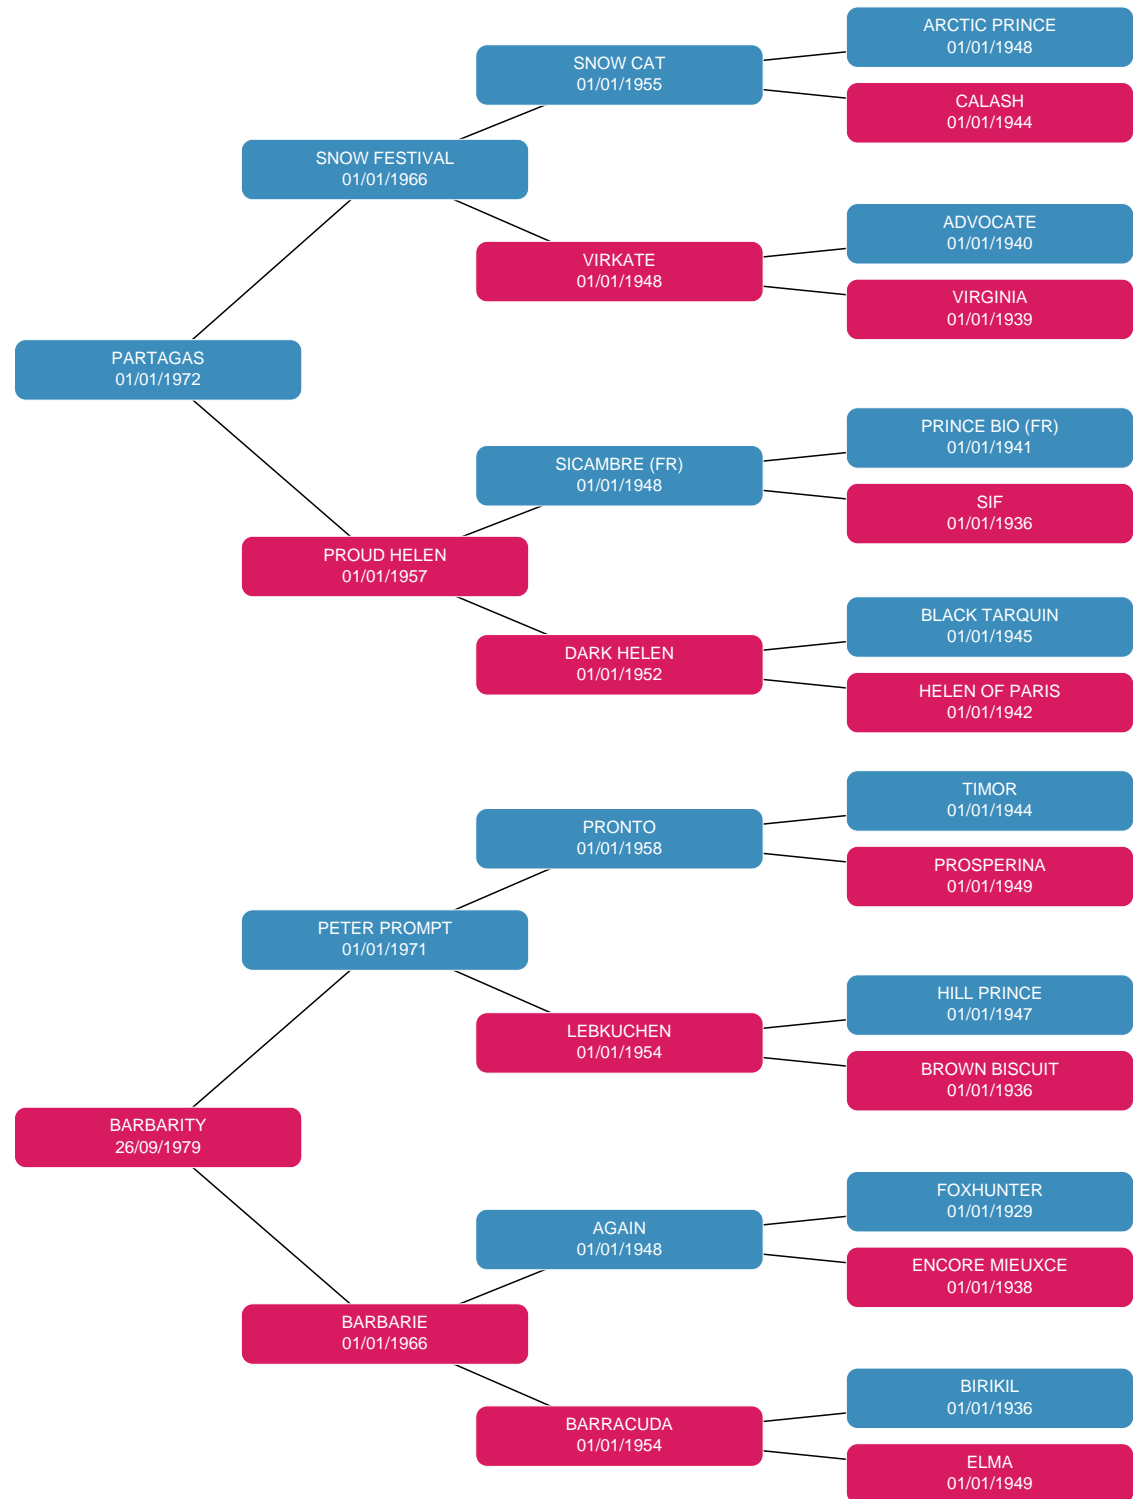 ARCTIC PRINCE
01/01/1948
SNOW CAT
01/01/1955
CALASH
01/01/1944
SNOW FESTIVAL
01/01/1966
ADVOCATE
01/01/1940
VIRKATE
01/01/1948
VIRGINIA
01/01/1939
PARTAGAS
01/01/1972
PRINCE BIO (FR)
01/01/1941
SICAMBRE (FR)
01/01/1948
SIF
01/01/1936
PROUD HELEN
01/01/1957
BLACK TARQUIN
01/01/1945
DARK HELEN
01/01/1952
HELEN OF PARIS
01/01/1942
TIMOR
01/01/1944
PRONTO
01/01/1958
PROSPERINA
01/01/1949
PETER PROMPT
01/01/1971
HILL PRINCE
01/01/1947
LEBKUCHEN
01/01/1954
BROWN BISCUIT
01/01/1936
BARBARITY
26/09/1979
FOXHUNTER
01/01/1929
AGAIN
01/01/1948
ENCORE MIEUXCE
01/01/1938
BARBARIE
01/01/1966
BIRIKIL
01/01/1936
BARRACUDA
01/01/1954
ELMA
01/01/1949